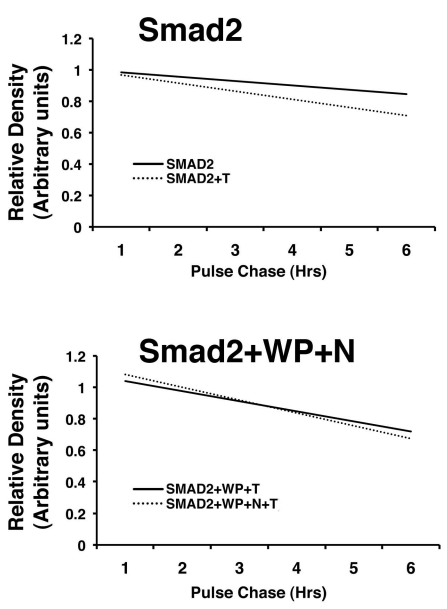 Smad2
Relative Density
(Arbitrary units)
1.2
1
0.8
0.6
0.4
0.2
0
SMAD2
SMAD2+T
1 2 3 4 5 6
Pulse Chase (Hrs)
Smad2+WP+N
Relative Density
(Arbitrary units)
1.2
1
0.8
0.6
0.4
0.2
0
SMAD2+WP+T
SMAD2+WP+N+T
1 2 3 4 5 6
Pulse Chase (Hrs)